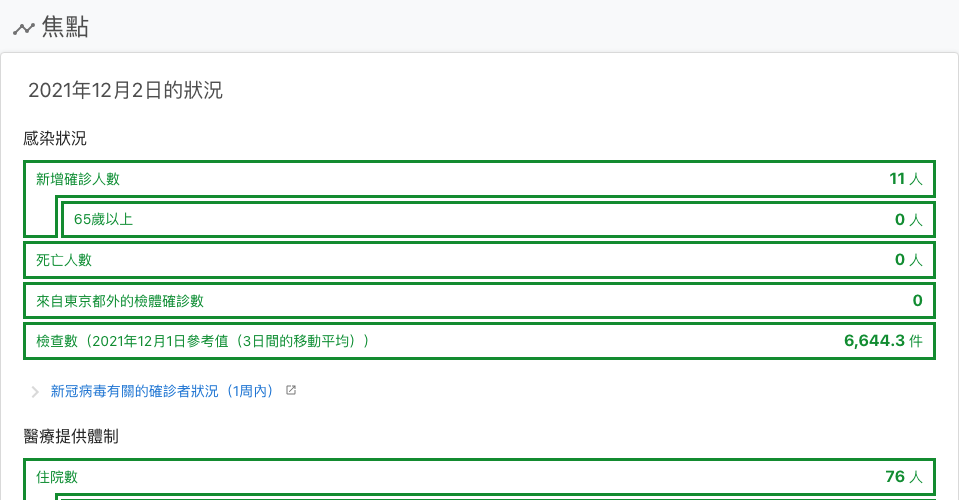 焦點
2021年12月2日的狀況
感染狀況
新增確診人數 11 人
65歲以上 0 人
死亡人數 0 人
來自東京都外的檢體確診數 0
檢查數（2021年12月1日參考值（3日間的移動平均）） 6,644.3 件
新冠病毒有關的確診者狀況（1周內）
醫療提供體制
住院數 76 人